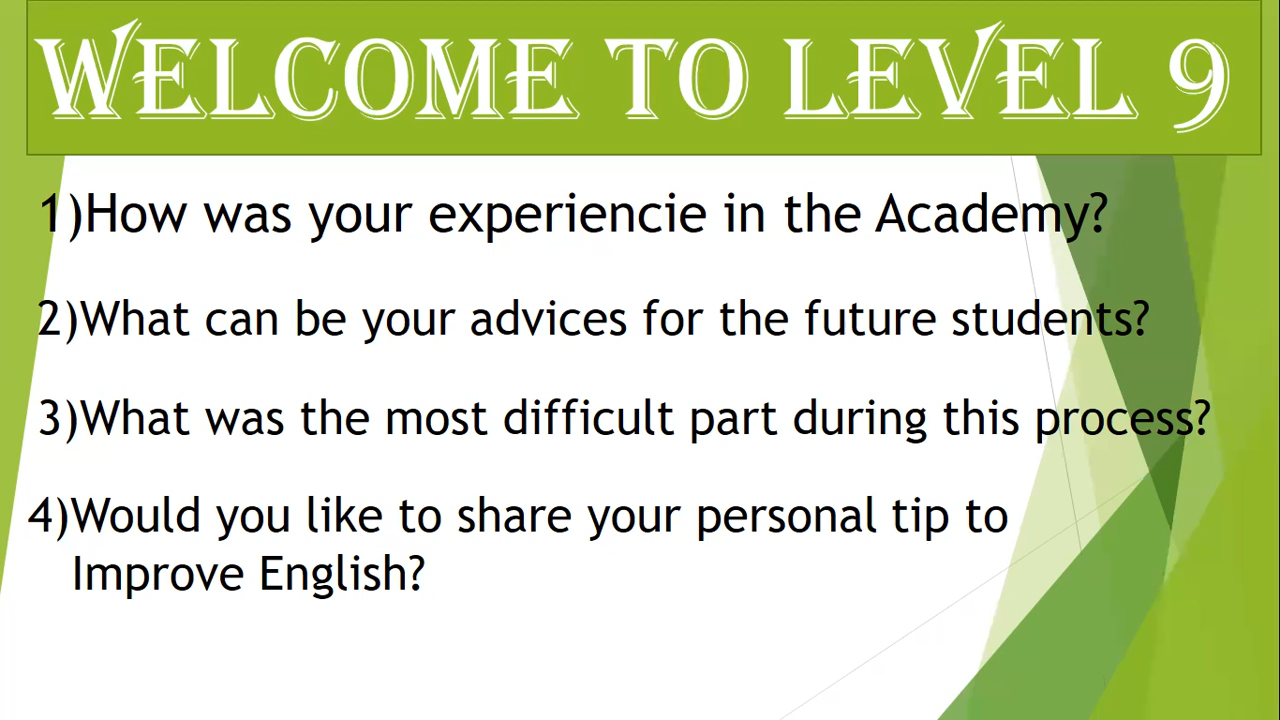 WELCOME TO LEVEL 9
1)How was your experiencie in the Academy?
2)What can be your advices for the future students?
3)What was the most difficult part during this process?
4)Would you like to share your personal tip to
Improve English?